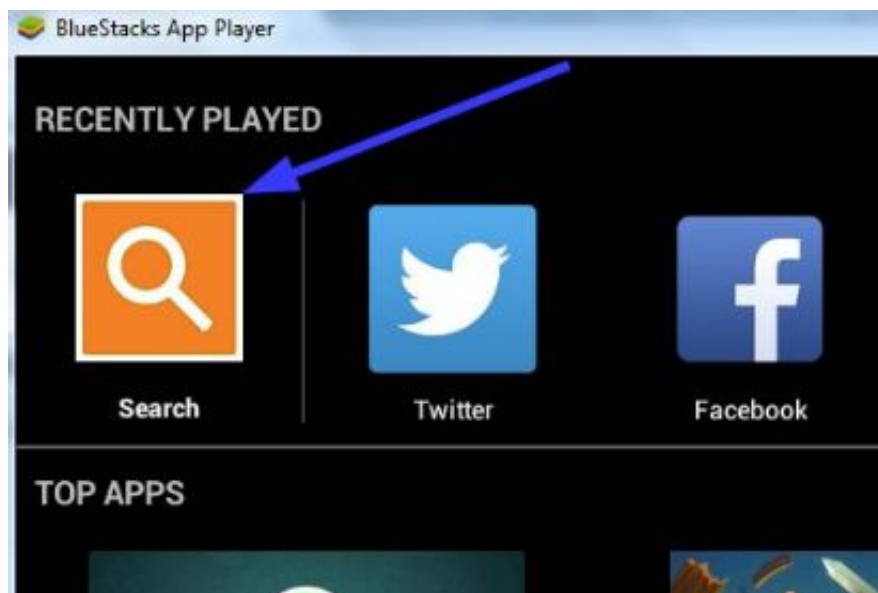 BlueStacks App Player
RECENTLY PLAYED
Search
Twitter
Facebook
TOP APPS